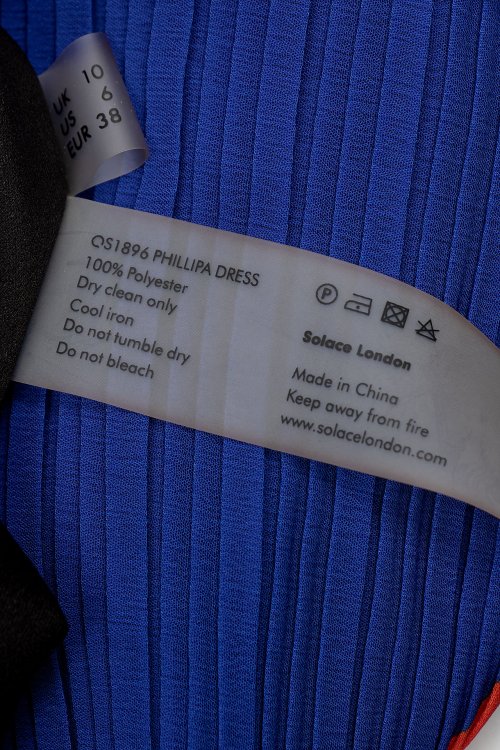 UK 10
US 6
EUR 38
OS1896 PHILLIPA DRESS
100% Polyester
Dry clean only
Cool iron
Do not tumble dry
Do not bleach
P
Solace London
Made in China
Keep away from fire
www.solacelondon.com